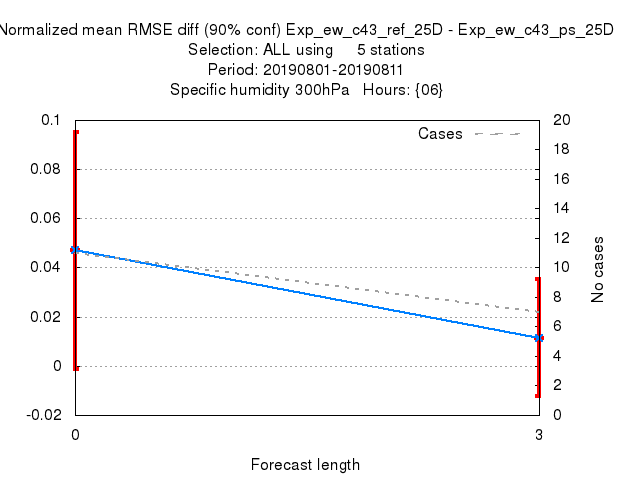 Normalized mean RMSE diff (90% conf) Exp_ew_c43_ref_25D - Exp_ew_c43_ps_25D
Selection: ALL using 5 stations
Period: 20190801-20190811
Specific humidity 300hPa Hours: {06}
Cases
0.1
0.08
0.06
0.04
0.02
0
-0.02
20
18
16
14
12
10
8
6
4
2
0
No cases
0
3
Forecast length